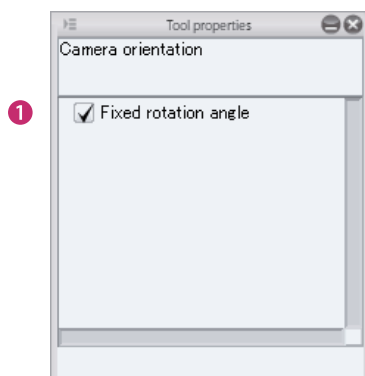 Tool properties
Camera orientation
1 Fixed rotation angle